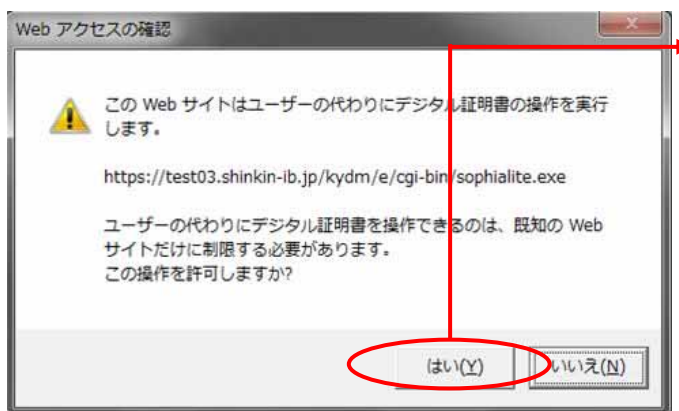 Web アクセスの確認
この Web サイトはユーザーの代わりにデジタル証明書の操作を実行
します。
https://test03.shinkin-ib.jp/kydm/e/cgi-bin/sophialite.exe
ユーザーの代わりにデジタル証明書を操作できるのは、既知の Web
サイトだけに制限する必要があります。
この操作を許可しますか?
はい(Y)
いいえ(N)